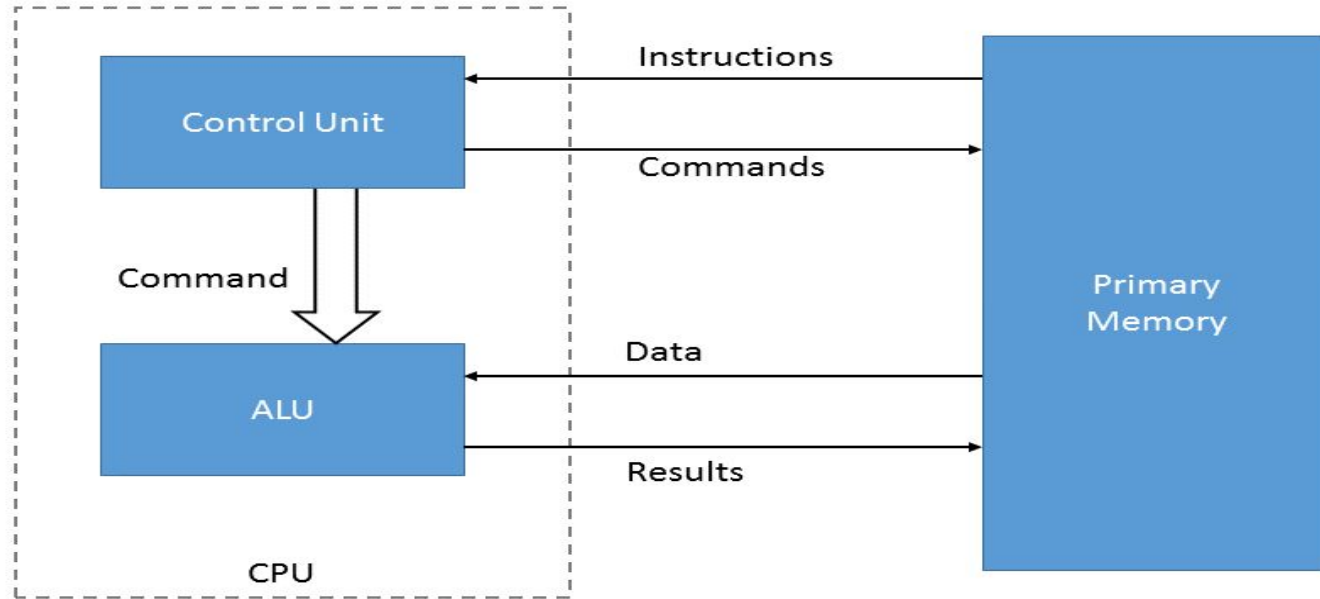 Instructions
Control Unit
Commands
Command
Primary
Memory
Data
ALU
Results
CPU